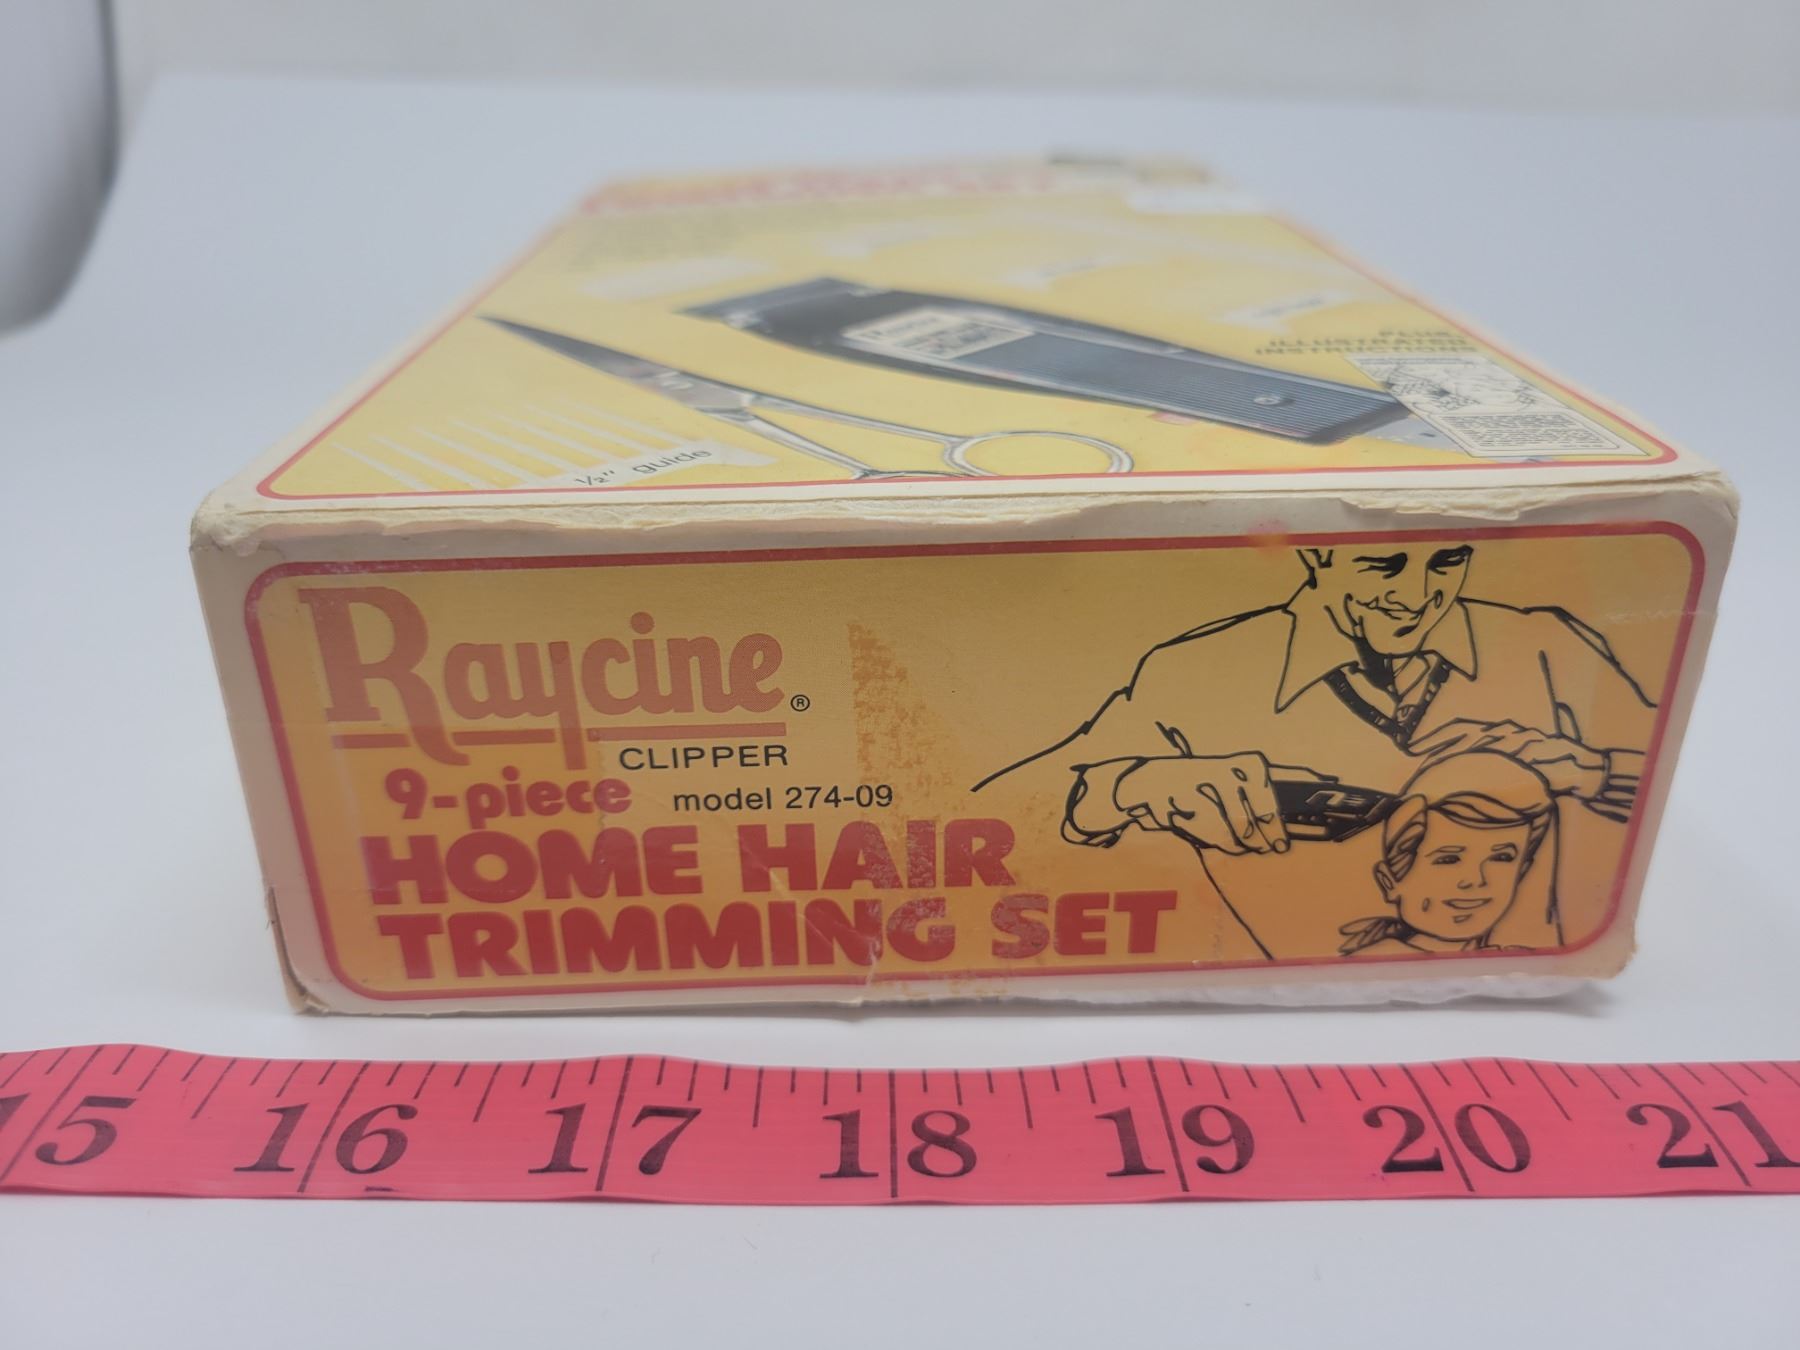 PLUS
ILLUSTRATED
INSTRUCTIONS
1/2" guide
Raycine®
CLIPPER
9-piece model 274-09
HOME HAIR
TRIMMING SET
15 16 17 18 19 20 21